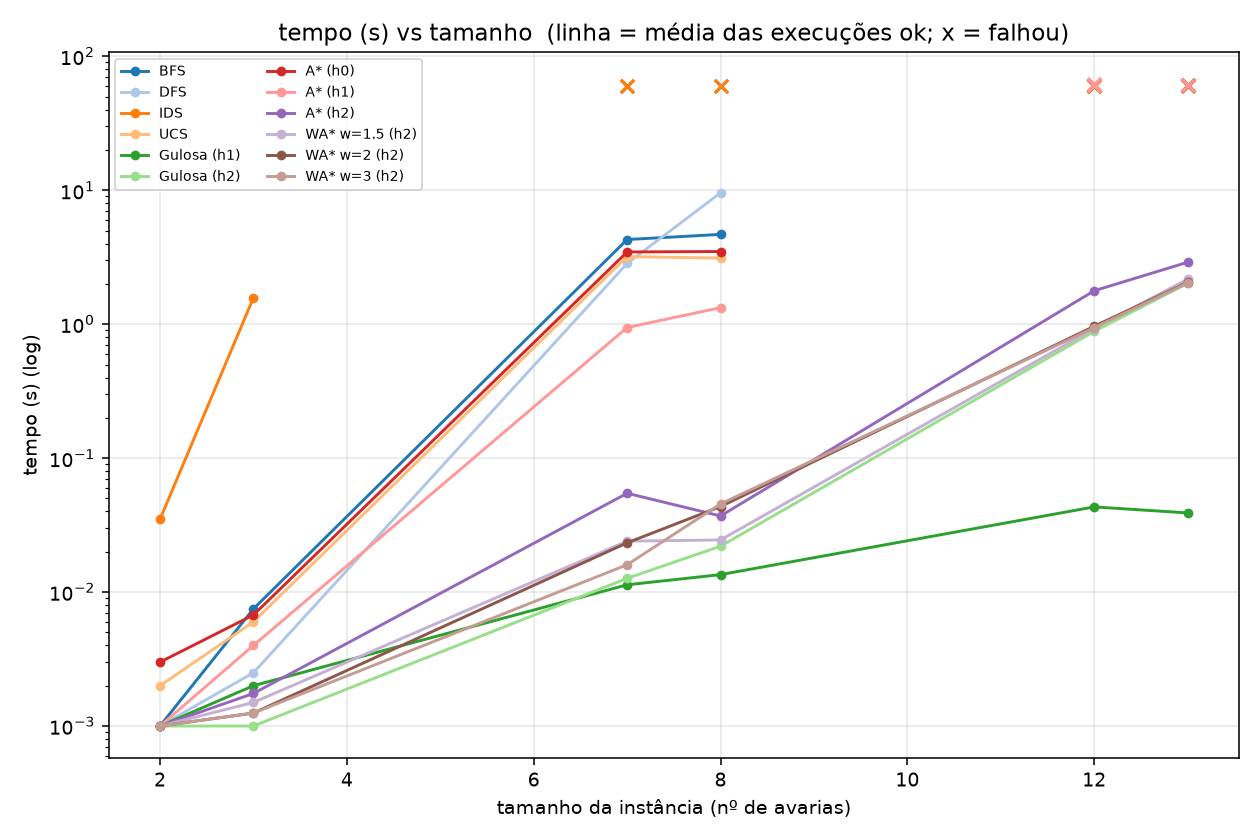 tempo (s) vs tamanho  (linha = média das execuções ok; x = falhou)
BFS
DFS
IDS
UCS
Gulosa (h1)
Gulosa (h2)
A* (h0)
A* (h1)
A* (h2)
WA* w=1.5 (h2)
WA* w=2 (h2)
WA* w=3 (h2)
tempo (s) (log)
10²
10¹
10⁰
10⁻¹
10⁻²
10⁻³
2 4 6 8 10 12
tamanho da instância (nº de avarias)